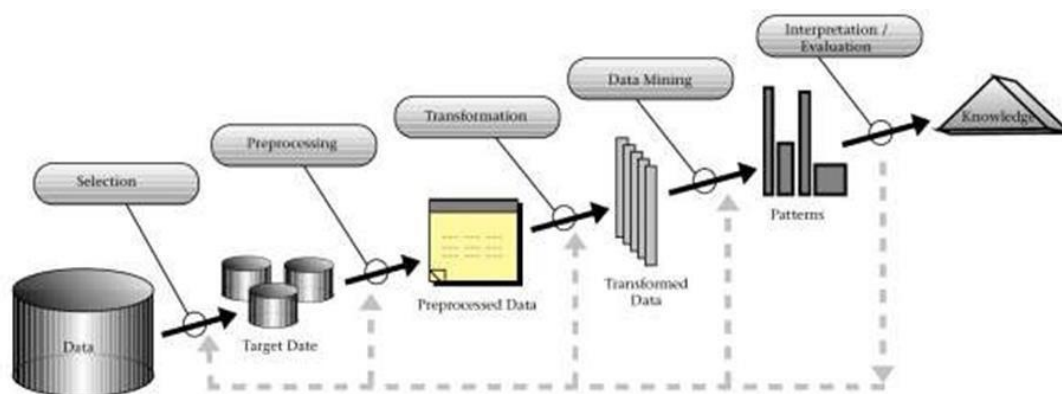 Interpretation /
Evaluation
Data Mining
Transformation
Preprocessing
Selection
Knowledge
Patterns
Transformed
Data
Preprocessed Data
Target Date
Data